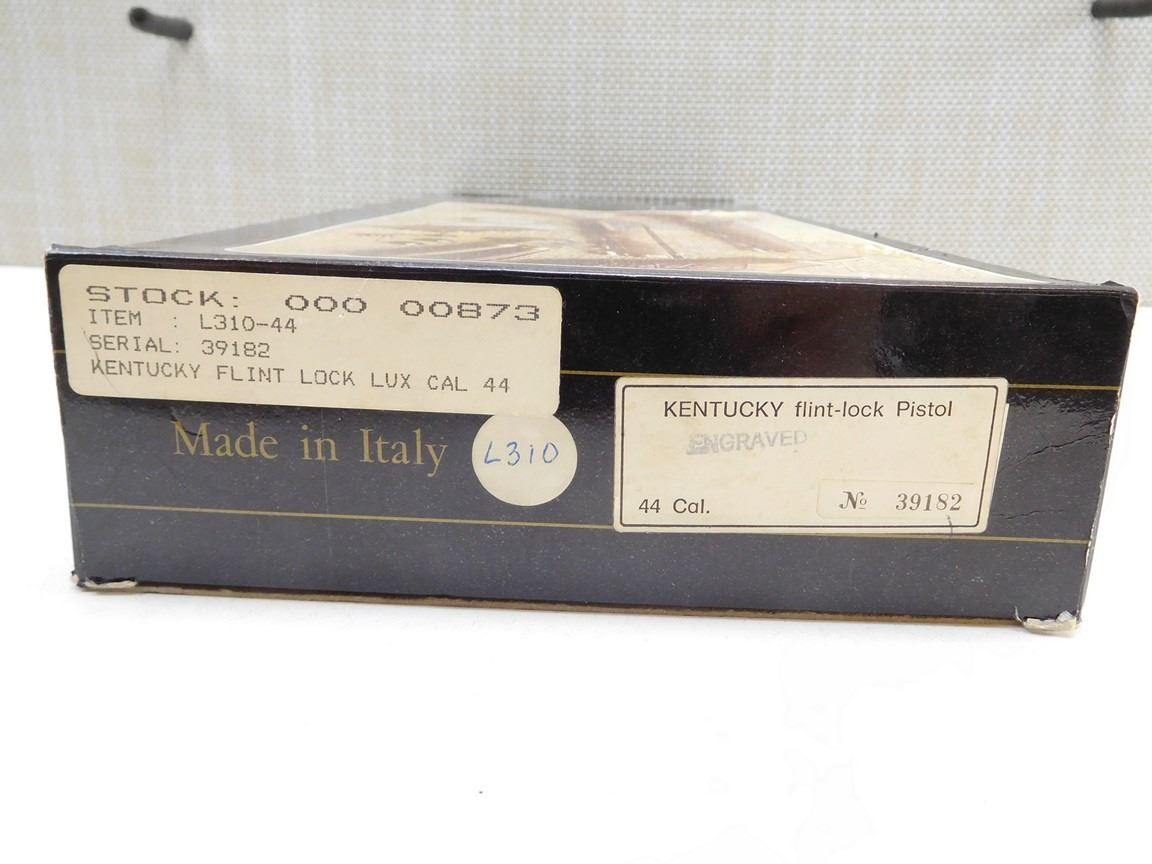 STOCK: 000 00873
ITEM : L310-44
SERIAL: 39182
KENTUCKY FLINT LOCK LUX CAL 44
Made in Italy
L310
KENTUCKY flint-lock Pistol
ENGRAVED
44 Cal.
№ 39182